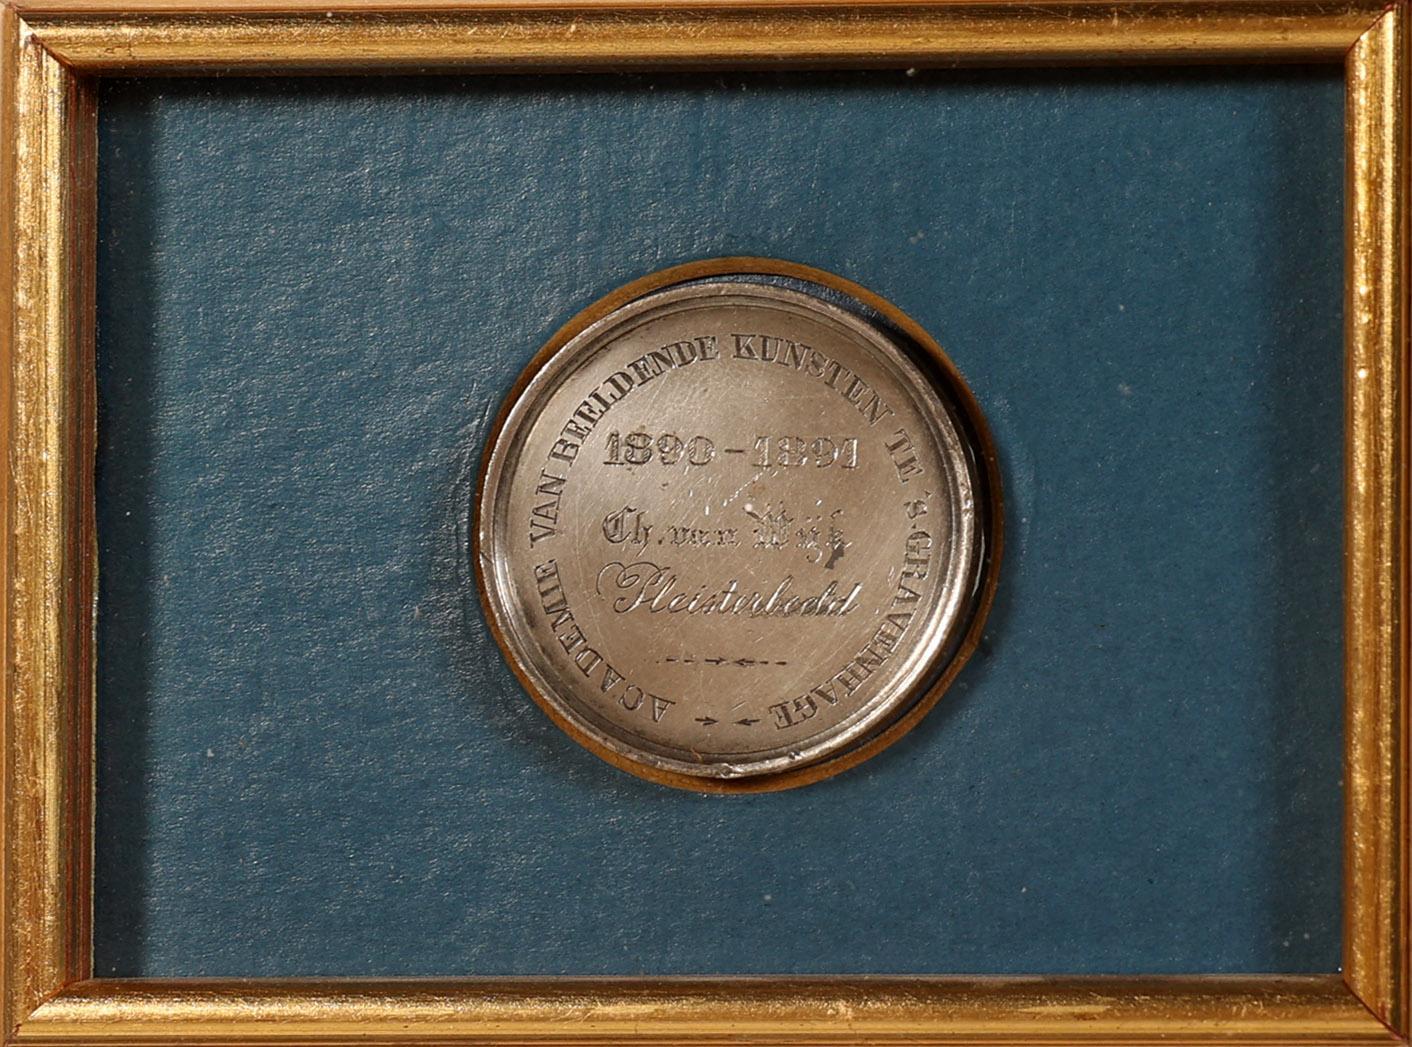 ACADEMIE VAN BEELDENDE KUNSTEN TE 'S-GRAVENHAGE
1890-1891
Ch. van Wijk
Pleisterbeeld